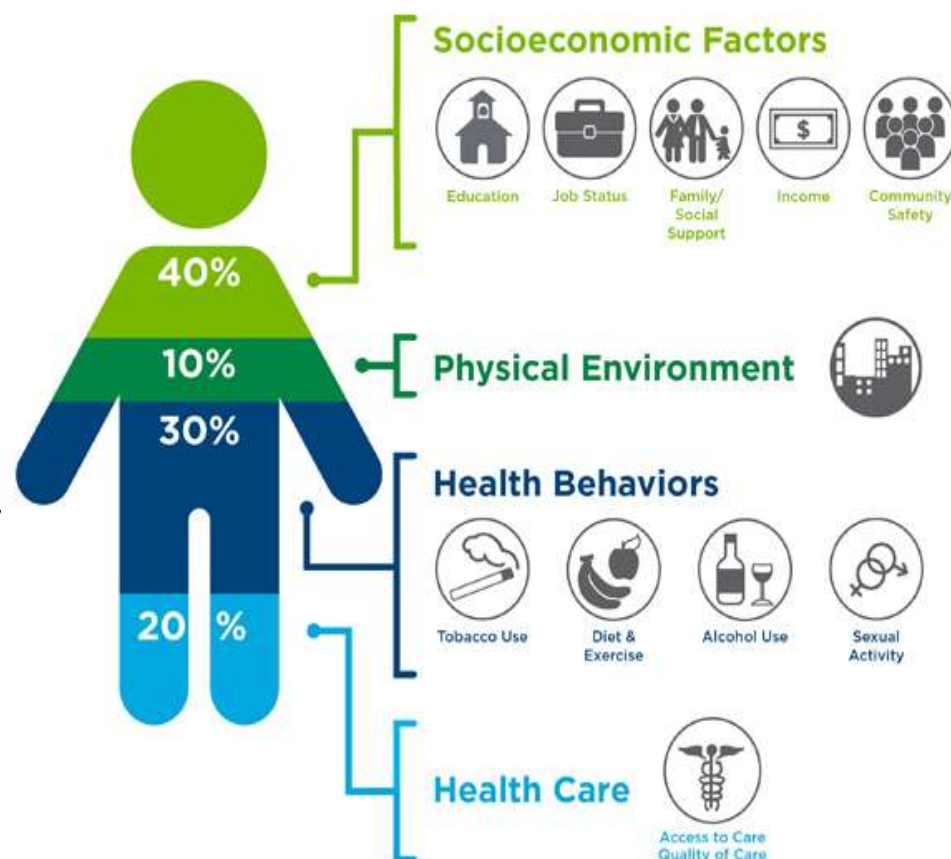 Socioeconomic Factors
$
Education
Job Status
Family/
Social
Support
Income
Community
Safety
40%
10%
Physical Environment
30%
Health Behaviors
Tobacco Use
Diet &
Exercise
Alcohol Use
Sexual
Activity
20 %
Health Care
Access to Care
Quality of Care